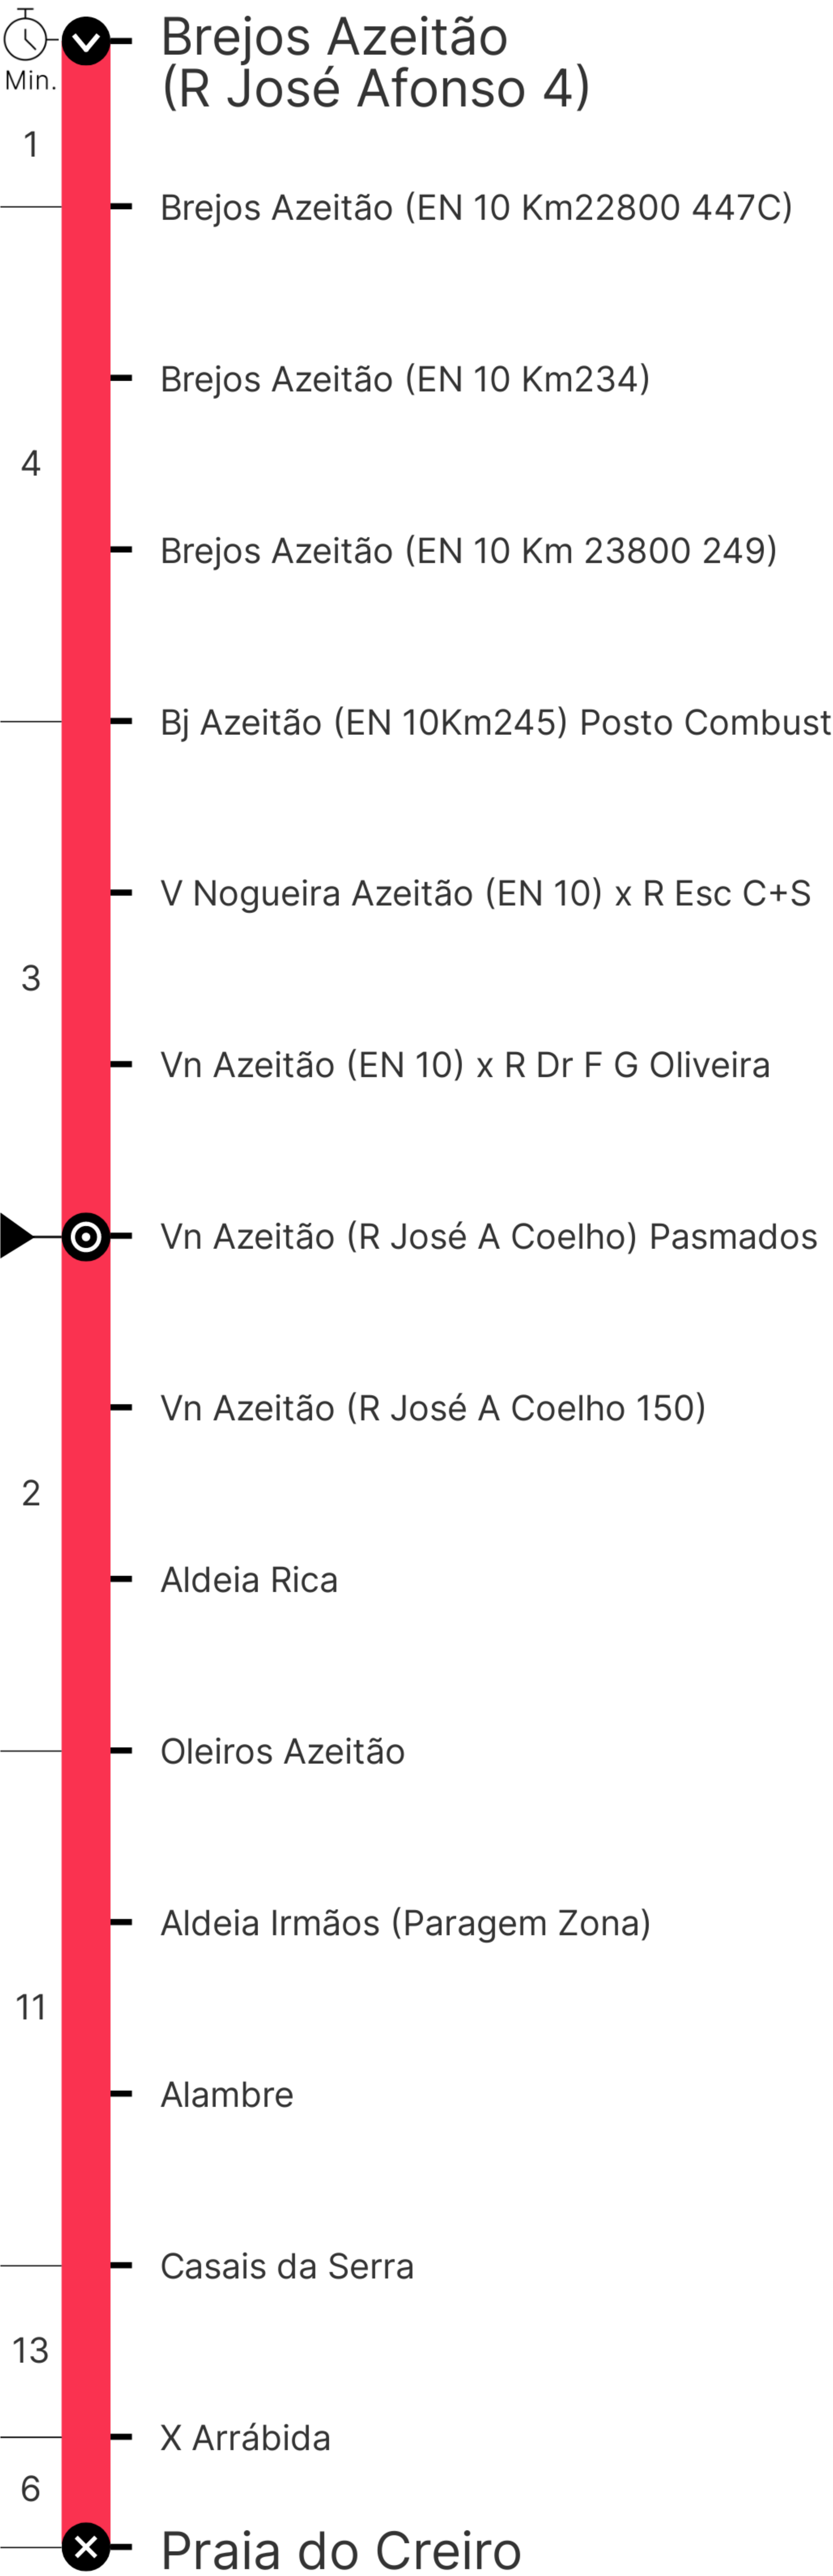 Min.
Brejos Azeitão
(R José Afonso 4)
1
Brejos Azeitão (EN 10 Km22800 447C)
Brejos Azeitão (EN 10 Km234)
4
Brejos Azeitão (EN 10 Km 23800 249)
Bj Azeitão (EN 10Km245) Posto Combust
V Nogueira Azeitão (EN 10) x R Esc C+S
3
Vn Azeitão (EN 10) x R Dr F G Oliveira
Vn Azeitão (R José A Coelho) Pasmados
Vn Azeitão (R José A Coelho 150)
2
Aldeia Rica
Oleiros Azeitão
Aldeia Irmãos (Paragem Zona)
11
Alambre
Casais da Serra
13
X Arrábida
6
Praia do Creiro